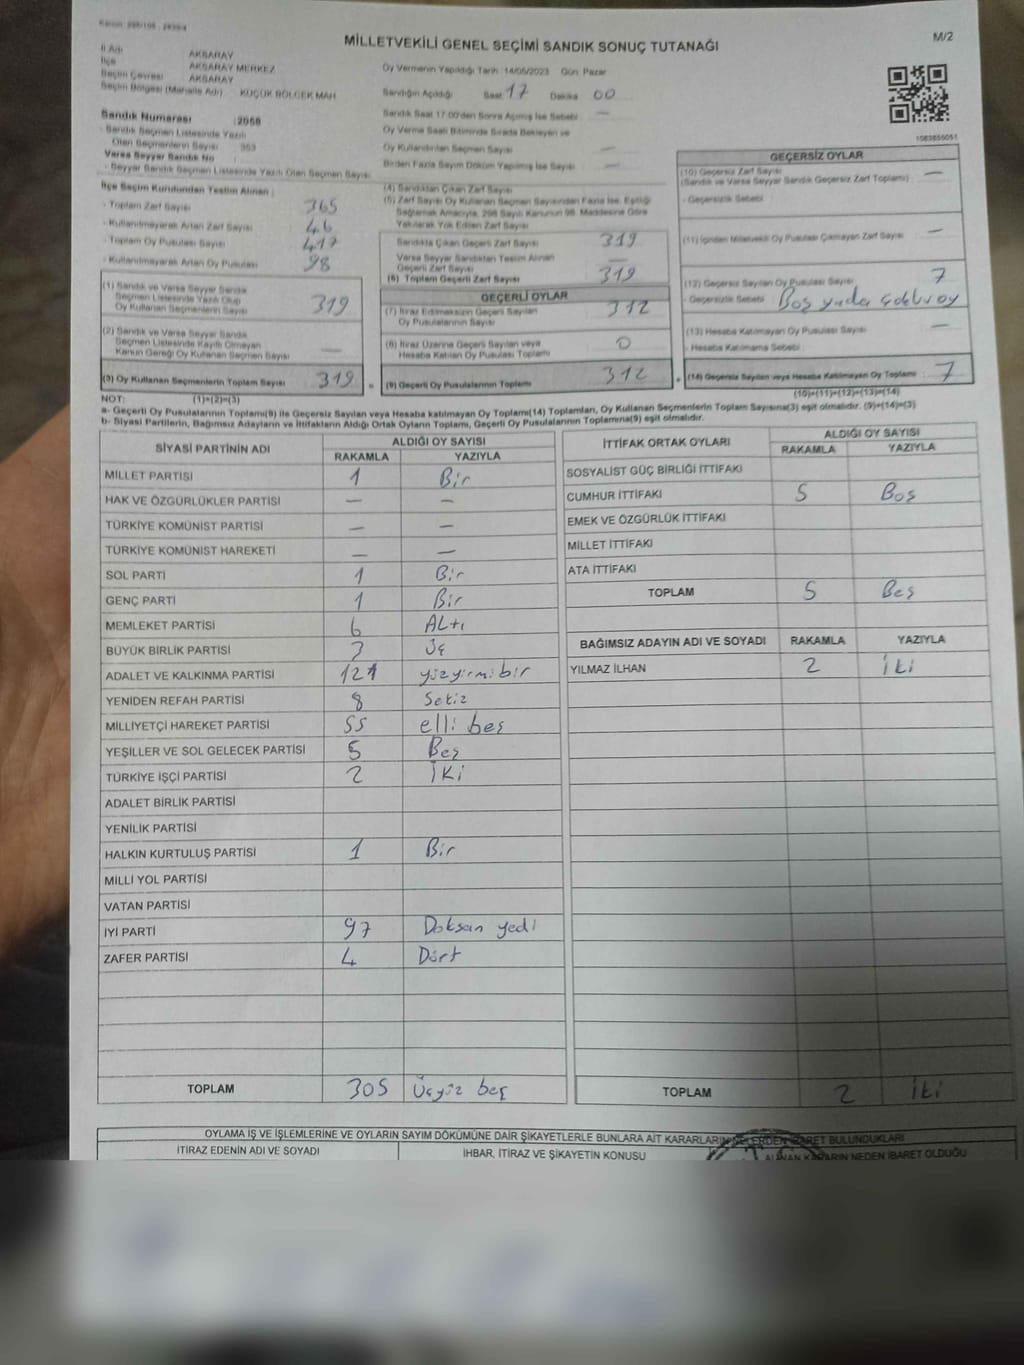 MİLLETVEKİLİ GENEL SEÇİMİ SANDIK SONUÇ TUTANAĞI
M/2
İl Adı AKSARAY
İlçe AKSARAY MERKEZ
Seçim Çevresi AKSARAY
Seçim Bölgesi (Mahalle Adı) KÜÇÜK BÖLCEK MAH
Sandık Numarası :2058
- Sandık Seçmen Listesinde Yazılı
Olan Seçmenlerin Sayısı : 353
Varsa Seyyar Sandık No
- Seyyar Sandık Seçmen Listesinde Yazılı Olan Seçmen Sayısı
Oy Vermenin Yapıldığı Tarih :14/05/2023 Gün: Pazar
Sandığın Açıldığı Saat 17 Dakika 00
Sandık Saat 17:00'den Sonra Açılmış İse Sebebi —
Oy Verme Saati Bitiminde Sırada Bekleyen ve
Oy Kullandırılan Seçmen Sayısı —
Birden Fazla Sayım Döküm Yapılmış İse Sayısı —
1083855051
İlçe Seçim Kurulundan Teslim Alınan :
- Toplam Zarf Sayısı 365
- Kullanılmayarak Artan Zarf Sayısı 46
- Toplam Oy Pusulası Sayısı 417
- Kullanılmayarak Artan Oy Pusulası 98
(1) Sandık ve Varsa Seyyar Sandık
Seçmen Listesinde Yazılı Olup
Oy Kullanan Seçmenlerin Sayısı 319
(2) Sandık ve Varsa Seyyar Sandık
Seçmen Listesinde Kayıtlı Olmayan
Kanun Gereği Oy Kullanan Seçmen Sayısı —
(3) Oy Kullanan Seçmenlerin Toplam Sayısı 319
(4) Sandıktan Çıkan Zarf Sayısı
(5) Zarf Sayısı Oy Kullanan Seçmen Sayısından Fazla İse, Eşitliği
Sağlamak Amacıyla, 298 Sayılı Kanunun 98. Maddesine Göre
Yakılarak Yok Edilen Zarf Sayısı
Sandıkta Çıkan Geçerli Zarf Sayısı 319
Varsa Seyyar Sandıktan Teslim Alınan
Geçerli Zarf Sayısı —
(6) Toplam Geçerli Zarf Sayısı 319
GEÇERLİ OYLAR
(7) İtiraz Edilmeksizin Geçerli Sayılan
Oy Pusulalarının Sayısı 312
(8) İtiraz Üzerine Geçerli Sayılan veya
Hesaba Katılan Oy Pusulası Toplamı 0
(9) Geçerli Oy Pusulalarının Toplamı 312
GEÇERSİZ OYLAR
(10) Geçersiz Zarf Sayısı
(Sandık ve Varsa Seyyar Sandık Geçersiz Zarf Toplamı) —
- Geçersizlik Sebebi :
(11) İçinden Milletvekili Oy Pusulası Çıkmayan Zarf Sayısı —
(12) Geçersiz Sayılan Oy Pusulası Sayısı 7
- Geçersizlik Sebebi : Boş yada
(13) Hesaba Katılmayan Oy Pusulası Sayısı —
- Hesaba Katılmama Sebebi :
(14) Geçersiz Sayılan veya Hesaba Katılmayan Oy Toplamı 7
NOT: (1)+(2)=(3) (10)+(11)+(12)+(13)=(14)
a- Geçerli Oy Pusulalarının Toplamı(9) ile Geçersiz Sayılan veya Hesaba katılmayan Oy Toplamı(14) Toplamları, Oy Kullanan Seçmenlerin Toplam Sayısına(3) eşit olmalıdır. (9)+(14)=(3)
b- Siyasi Partilerin, Bağımsız Adayların ve İttifakların Aldığı Ortak Oyların Toplamı, Geçerli Oy Pusulalarının Toplamına(9) eşit olmalıdır.
SİYASİ PARTİNİN ADI ALDIĞI OY SAYISI
RAKAMLA YAZIYLA
MİLLET PARTİSİ 1 Bir
HAK VE ÖZGÜRLÜKLER PARTİSİ — —
TÜRKİYE KOMÜNİST PARTİSİ — —
TÜRKİYE KOMÜNİST HAREKETİ — —
SOL PARTİ 1 Bir
GENÇ PARTİ 1 Bir
MEMLEKET PARTİSİ 6 Altı
BÜYÜK BİRLİK PARTİSİ 3 Üç
ADALET VE KALKINMA PARTİSİ 121 yüzyirmibir
YENİDEN REFAH PARTİSİ 8 Sekiz
MİLLİYETÇİ HAREKET PARTİSİ 55 elli beş
YEŞİLLER VE SOL GELECEK PARTİSİ 5 Beş
TÜRKİYE İŞÇİ PARTİSİ 2 İki
ADALET BİRLİK PARTİSİ
YENİLİK PARTİSİ
HALKIN KURTULUŞ PARTİSİ 1 Bir
MİLLİ YOL PARTİSİ
VATAN PARTİSİ
İYİ PARTİ 97 Doksan yedi
ZAFER PARTİSİ 4 Dört
TOPLAM 305 Üçyüz beş
İTTİFAK ORTAK OYLARI ALDIĞI OY SAYISI
RAKAMLA YAZIYLA
SOSYALİST GÜÇ BİRLİĞİ İTTİFAKI
CUMHUR İTTİFAKI 5 Beş
EMEK VE ÖZGÜRLÜK İTTİFAKI
MİLLET İTTİFAKI
ATA İTTİFAKI
TOPLAM 5 Beş
BAĞIMSIZ ADAYIN ADI VE SOYADI RAKAMLA YAZIYLA
YILMAZ İLHAN 2 İki
TOPLAM 2 İki
OYLAMA İŞ VE İŞLEMLERİNE VE OYLARIN SAYIM DÖKÜMÜNE DAİR ŞİKAYETLERLE BUNLARA AİT KARARLARIN NELERDEN İBARET BULUNDUKLARI
İTİRAZ EDENİN ADI VE SOYADI İHBAR, İTİRAZ VE ŞİKAYETİN KONUSU ALINAN KARARIN NEDEN İBARET OLDUĞU